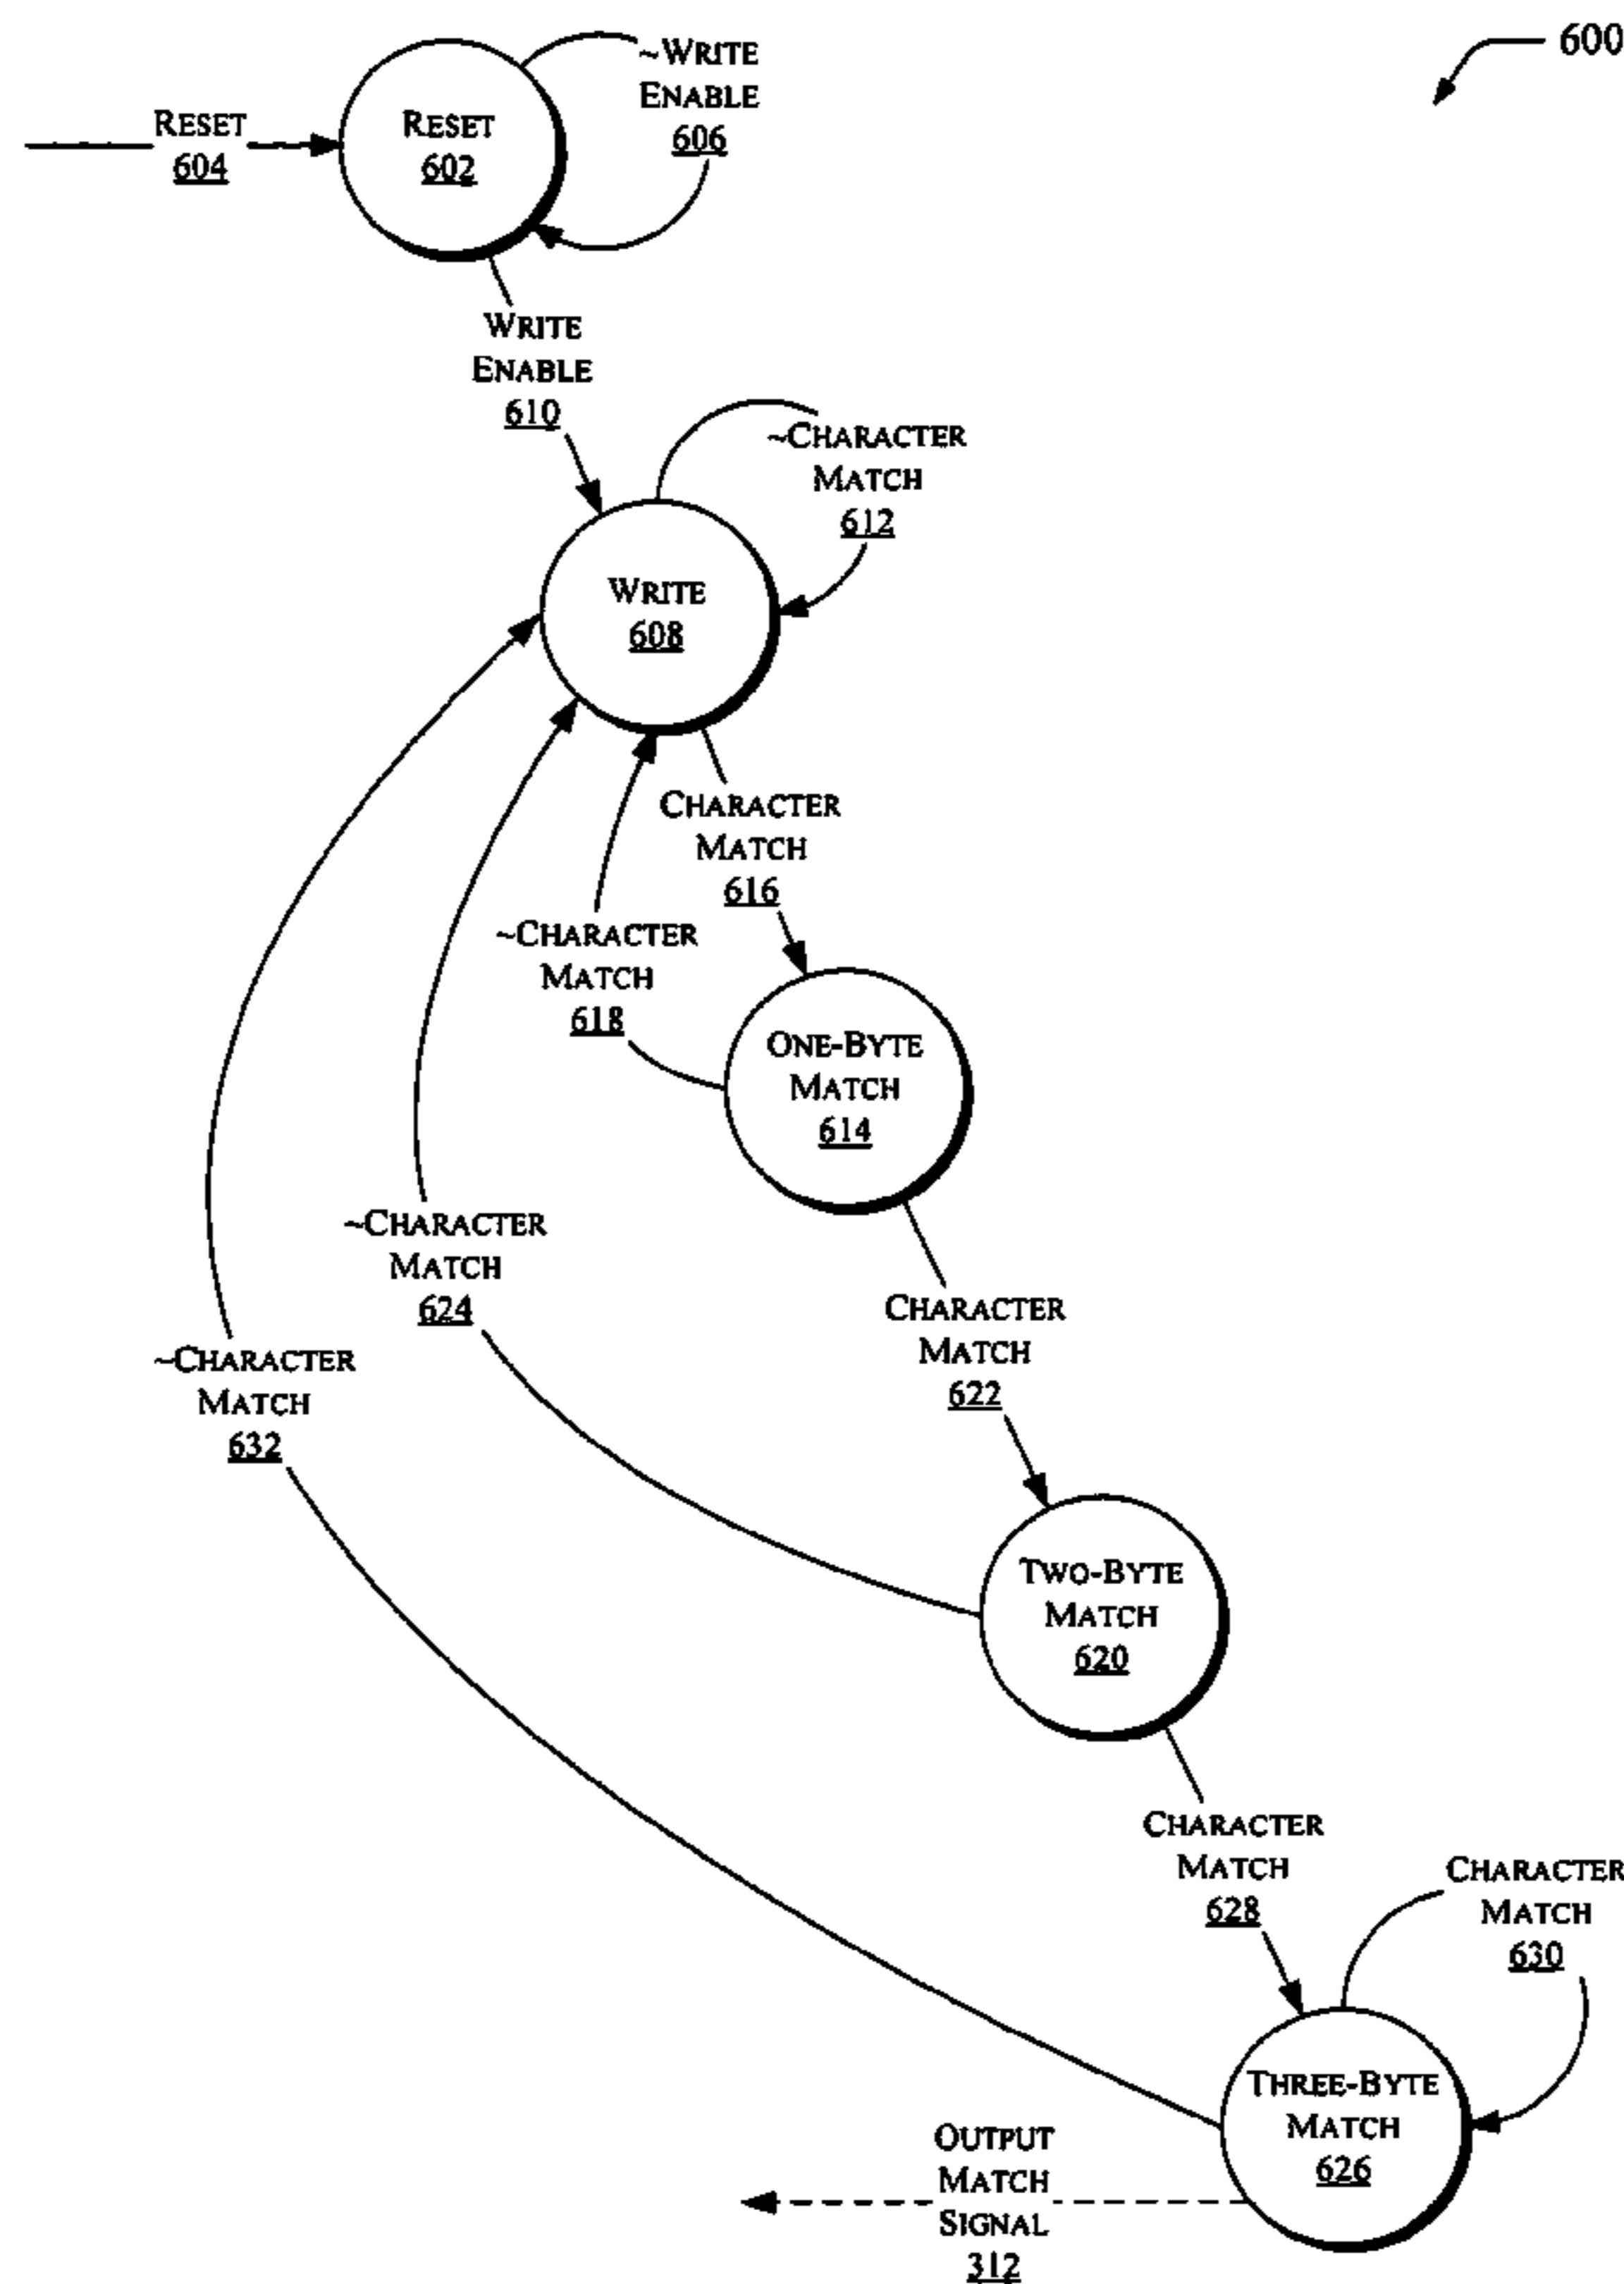 600
~WRITE
ENABLE
606
RESET
604
RESET
602
WRITE
ENABLE
610
~CHARACTER
MATCH
612
WRITE
608
CHARACTER
MATCH
616
~CHARACTER
MATCH
618
ONE-BYTE
MATCH
614
~CHARACTER
MATCH
624
CHARACTER
MATCH
622
~CHARACTER
MATCH
632
TWO-BYTE
MATCH
620
CHARACTER
MATCH
628
CHARACTER
MATCH
630
THREE-BYTE
MATCH
626
OUTPUT
MATCH
SIGNAL
312